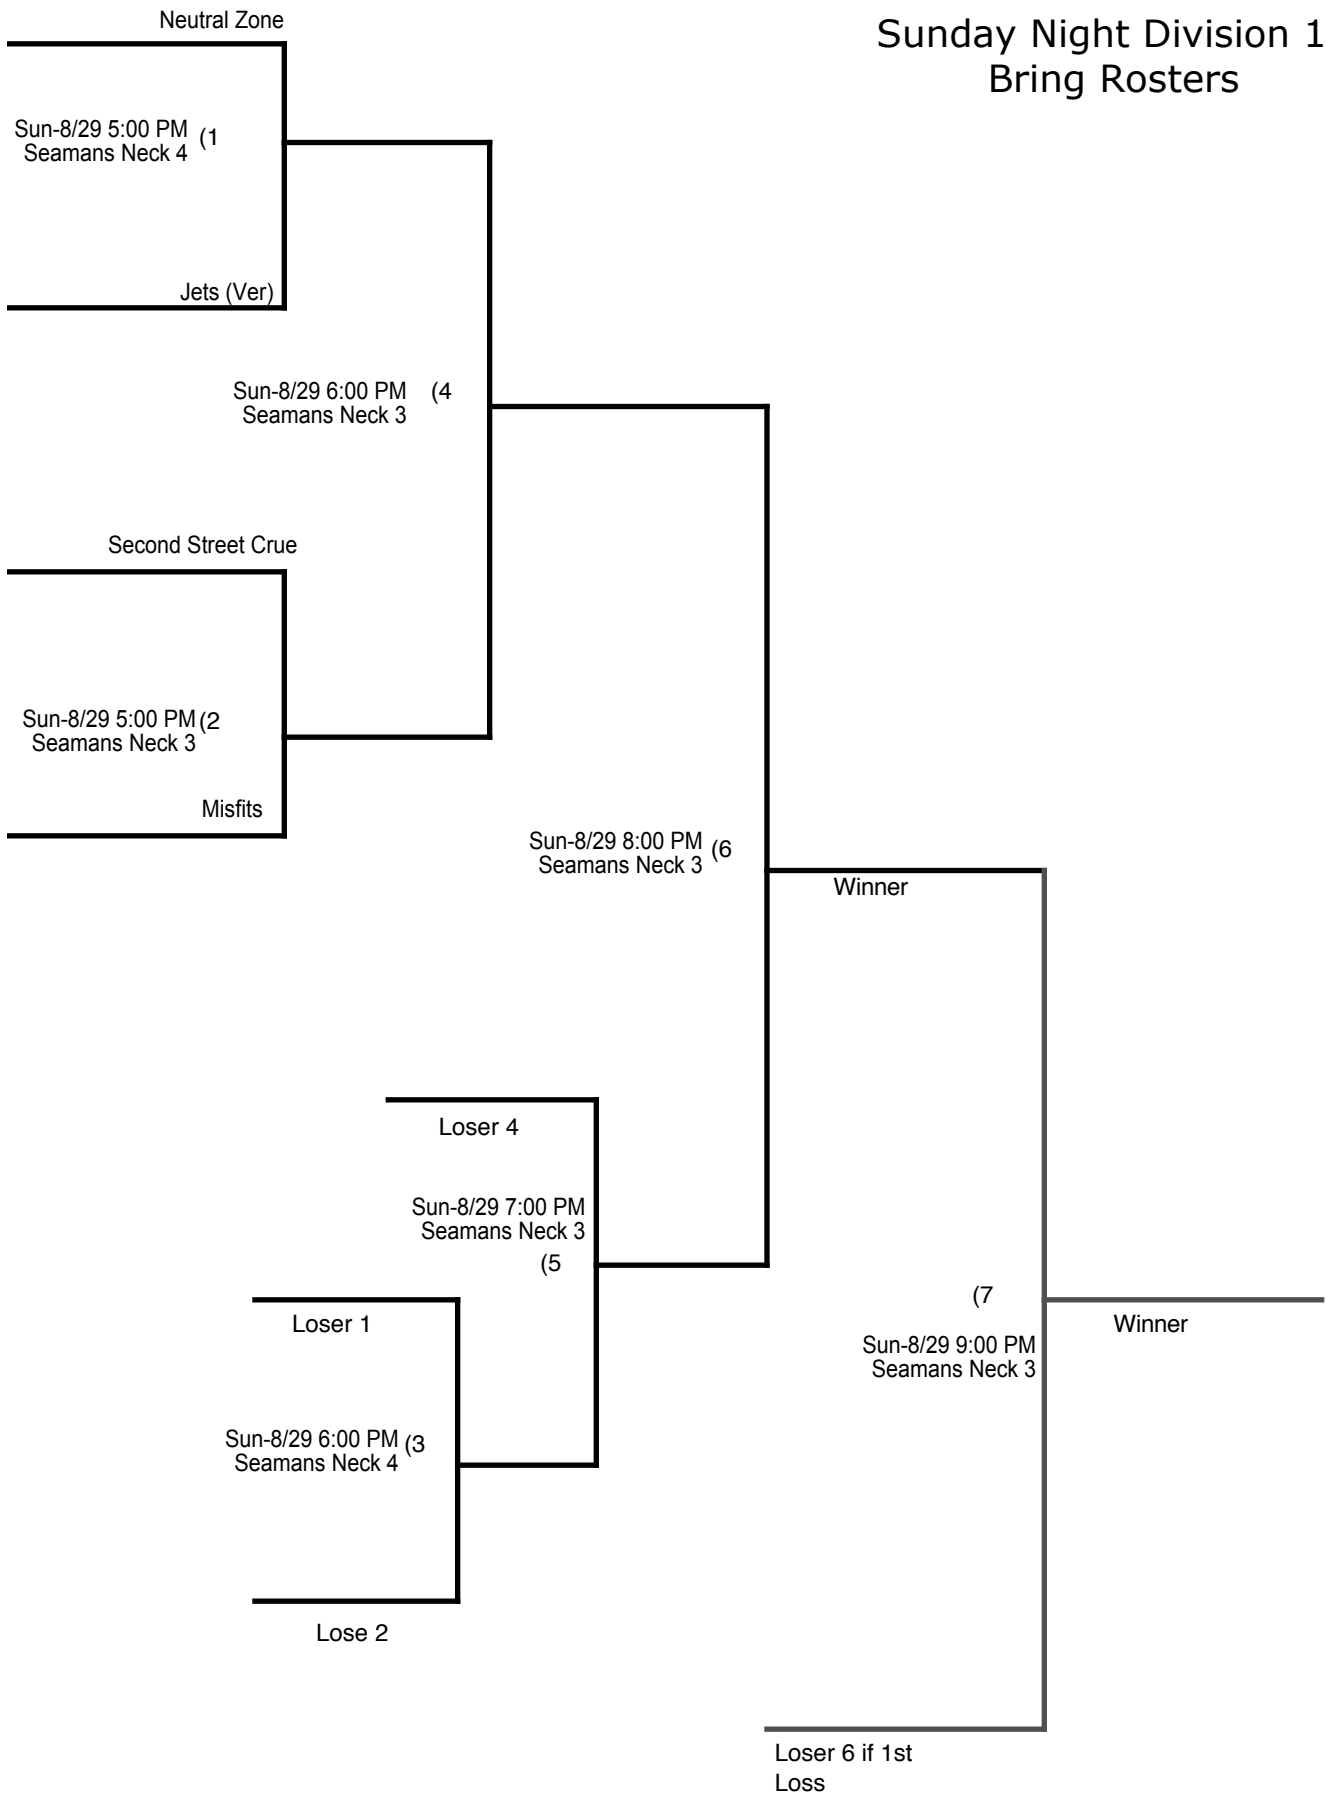 Neutral Zone
Sunday Night Division 1
Bring Rosters
Sun-8/29 5:00 PM (1
Seamans Neck 4
Jets (Ver)
Sun-8/29 6:00 PM (4
Seamans Neck 3
Second Street Crue
Sun-8/29 5:00 PM (2
Seamans Neck 3
Misfits
Sun-8/29 8:00 PM (6
Seamans Neck 3
Winner
Loser 4
Sun-8/29 7:00 PM
Seamans Neck 3
(5
(7
Loser 1
Winner
Sun-8/29 9:00 PM
Seamans Neck 3
Sun-8/29 6:00 PM (3
Seamans Neck 4
Lose 2
Loser 6 if 1st
Loss